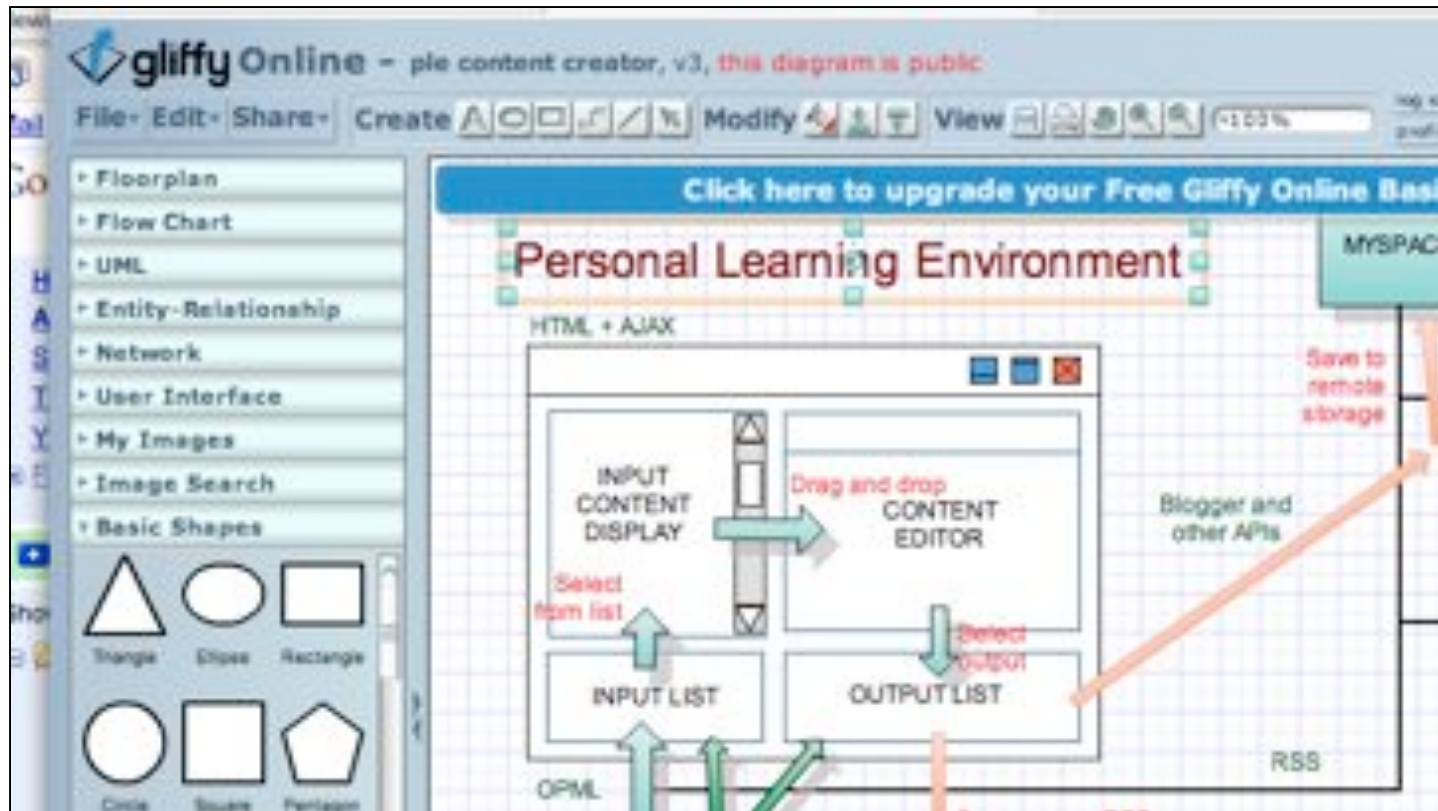 gliffy Online - ple content creator, v3, this diagram is public
File Edit Share Create Modify View 100%
Floorplan
Flow Chart
UML
Entity-Relationship
Network
User Interface
My Images
Image Search
Basic Shapes
Triangle Ellipse Rectangle
Circle Square Pentagon
Click here to upgrade your Free Gliffy Online Basi
Personal Learning Environment
MYSPAC
HTML + AJAX
Save to
remote
storage
INPUT
CONTENT
DISPLAY
Drag and drop
CONTENT
EDITOR
Blogger and
other APIs
Select
from list
Select
output
INPUT LIST
OUTPUT LIST
RSS
OPML